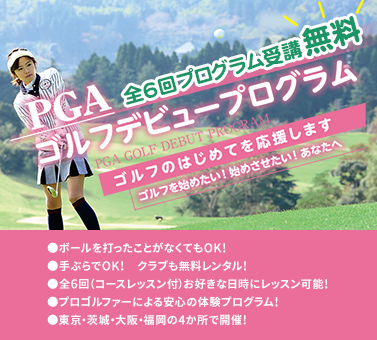 全6回プログラム受講無料
PGA
ゴルフデビュープログラム
PGA GOLF DEBUT PROGRAM
ゴルフのはじめてを応援します
ゴルフを始めたい！始めさせたい！あなたへ
●ボールを打ったことがなくてもOK！
●手ぶらでOK！ クラブも無料レンタル！
●全6回(コースレッスン付)お好きな日時にレッスン可能！
●プロゴルファーによる安心の体験プログラム！
●東京・茨城・大阪・福岡の4か所で開催！